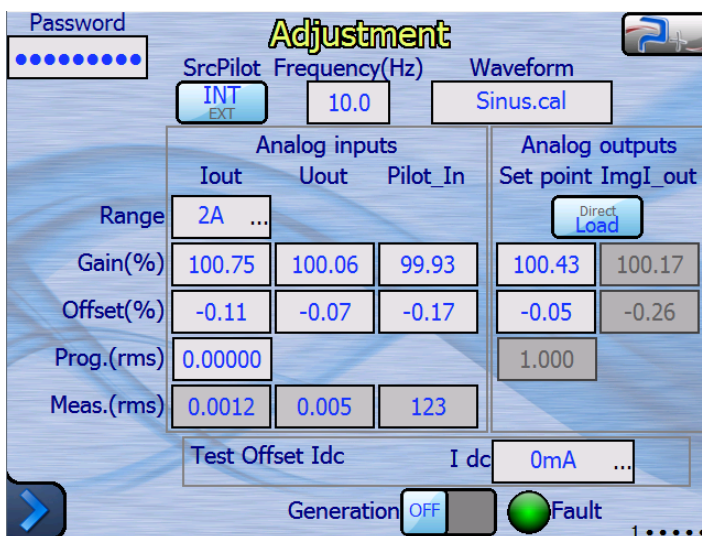 Password
●●●●●●●●●
Adjustment
SrcPilot Frequency(Hz) Waveform
INT
EXT
10.0
Sinus.cal
Analog inputs Analog outputs
Iout Uout Pilot_In Set point ImgI_out
Range 2A ... Direct
Load
Gain(%) 100.75 100.06 99.93 100.43 100.17
Offset(%) -0.11 -0.07 -0.17 -0.05 -0.26
Prog.(rms) 0.00000 1.000
Meas.(rms) 0.0012 0.005 123
Test Offset Idc I dc 0mA ...
Generation OFF Fault
1 •••••